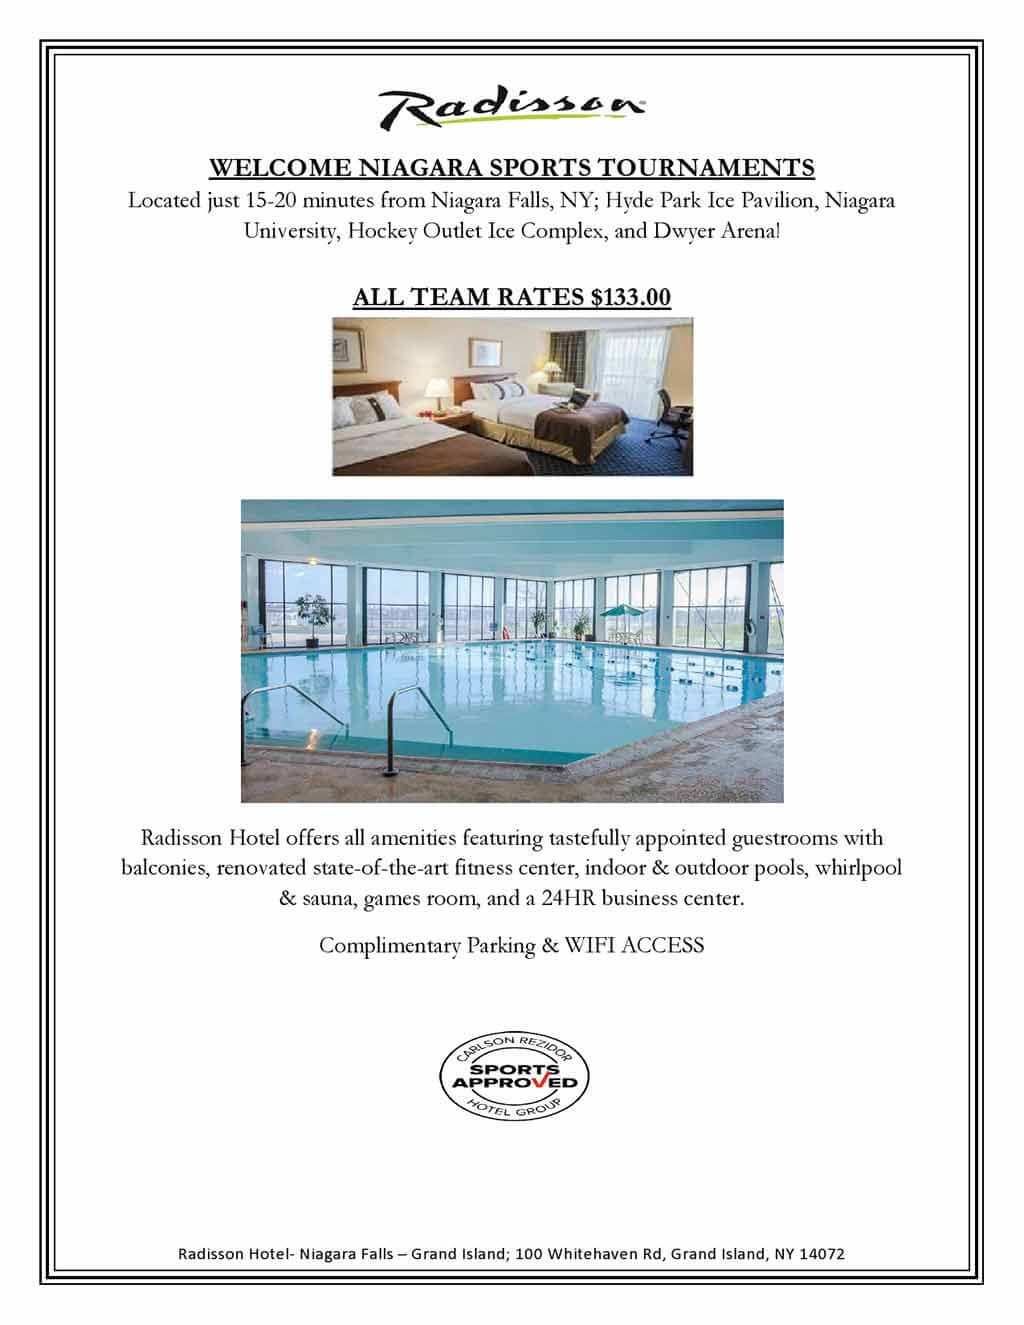 Radisson
WELCOME NIAGARA SPORTS TOURNAMENTS
Located just 15-20 minutes from Niagara Falls, NY; Hyde Park Ice Pavilion, Niagara
University, Hockey Outlet Ice Complex, and Dwyer Arena!
ALL TEAM RATES $133.00
Radisson Hotel offers all amenities featuring tastefully appointed guestrooms with
balconies, renovated state-of-the-art fitness center, indoor & outdoor pools, whirlpool
& sauna, games room, and a 24HR business center.
Complimentary Parking & WIFI ACCESS
CARLSON REZIDOR
SPORTS
APPROVED
HOTEL GROUP
Radisson Hotel- Niagara Falls – Grand Island; 100 Whitehaven Rd, Grand Island, NY 14072